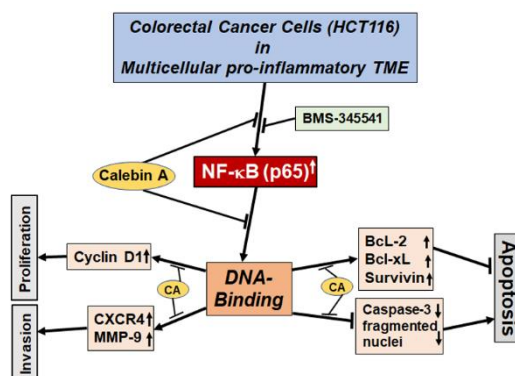 Colorectal Cancer Cells (HCT116)
in
Multicellular pro-inflammatory TME
BMS-345541
Calebin A
NF-κB (p65)↑
Proliferation
Cyclin D1↑
CA
DNA-
Binding
CA
BcL-2 ↑
Bcl-xL ↑
Survivin ↑
Apoptosis
Invasion
CXCR4↑
MMP-9 ↑
Caspase-3 ↓
fragmented
nuclei ↓